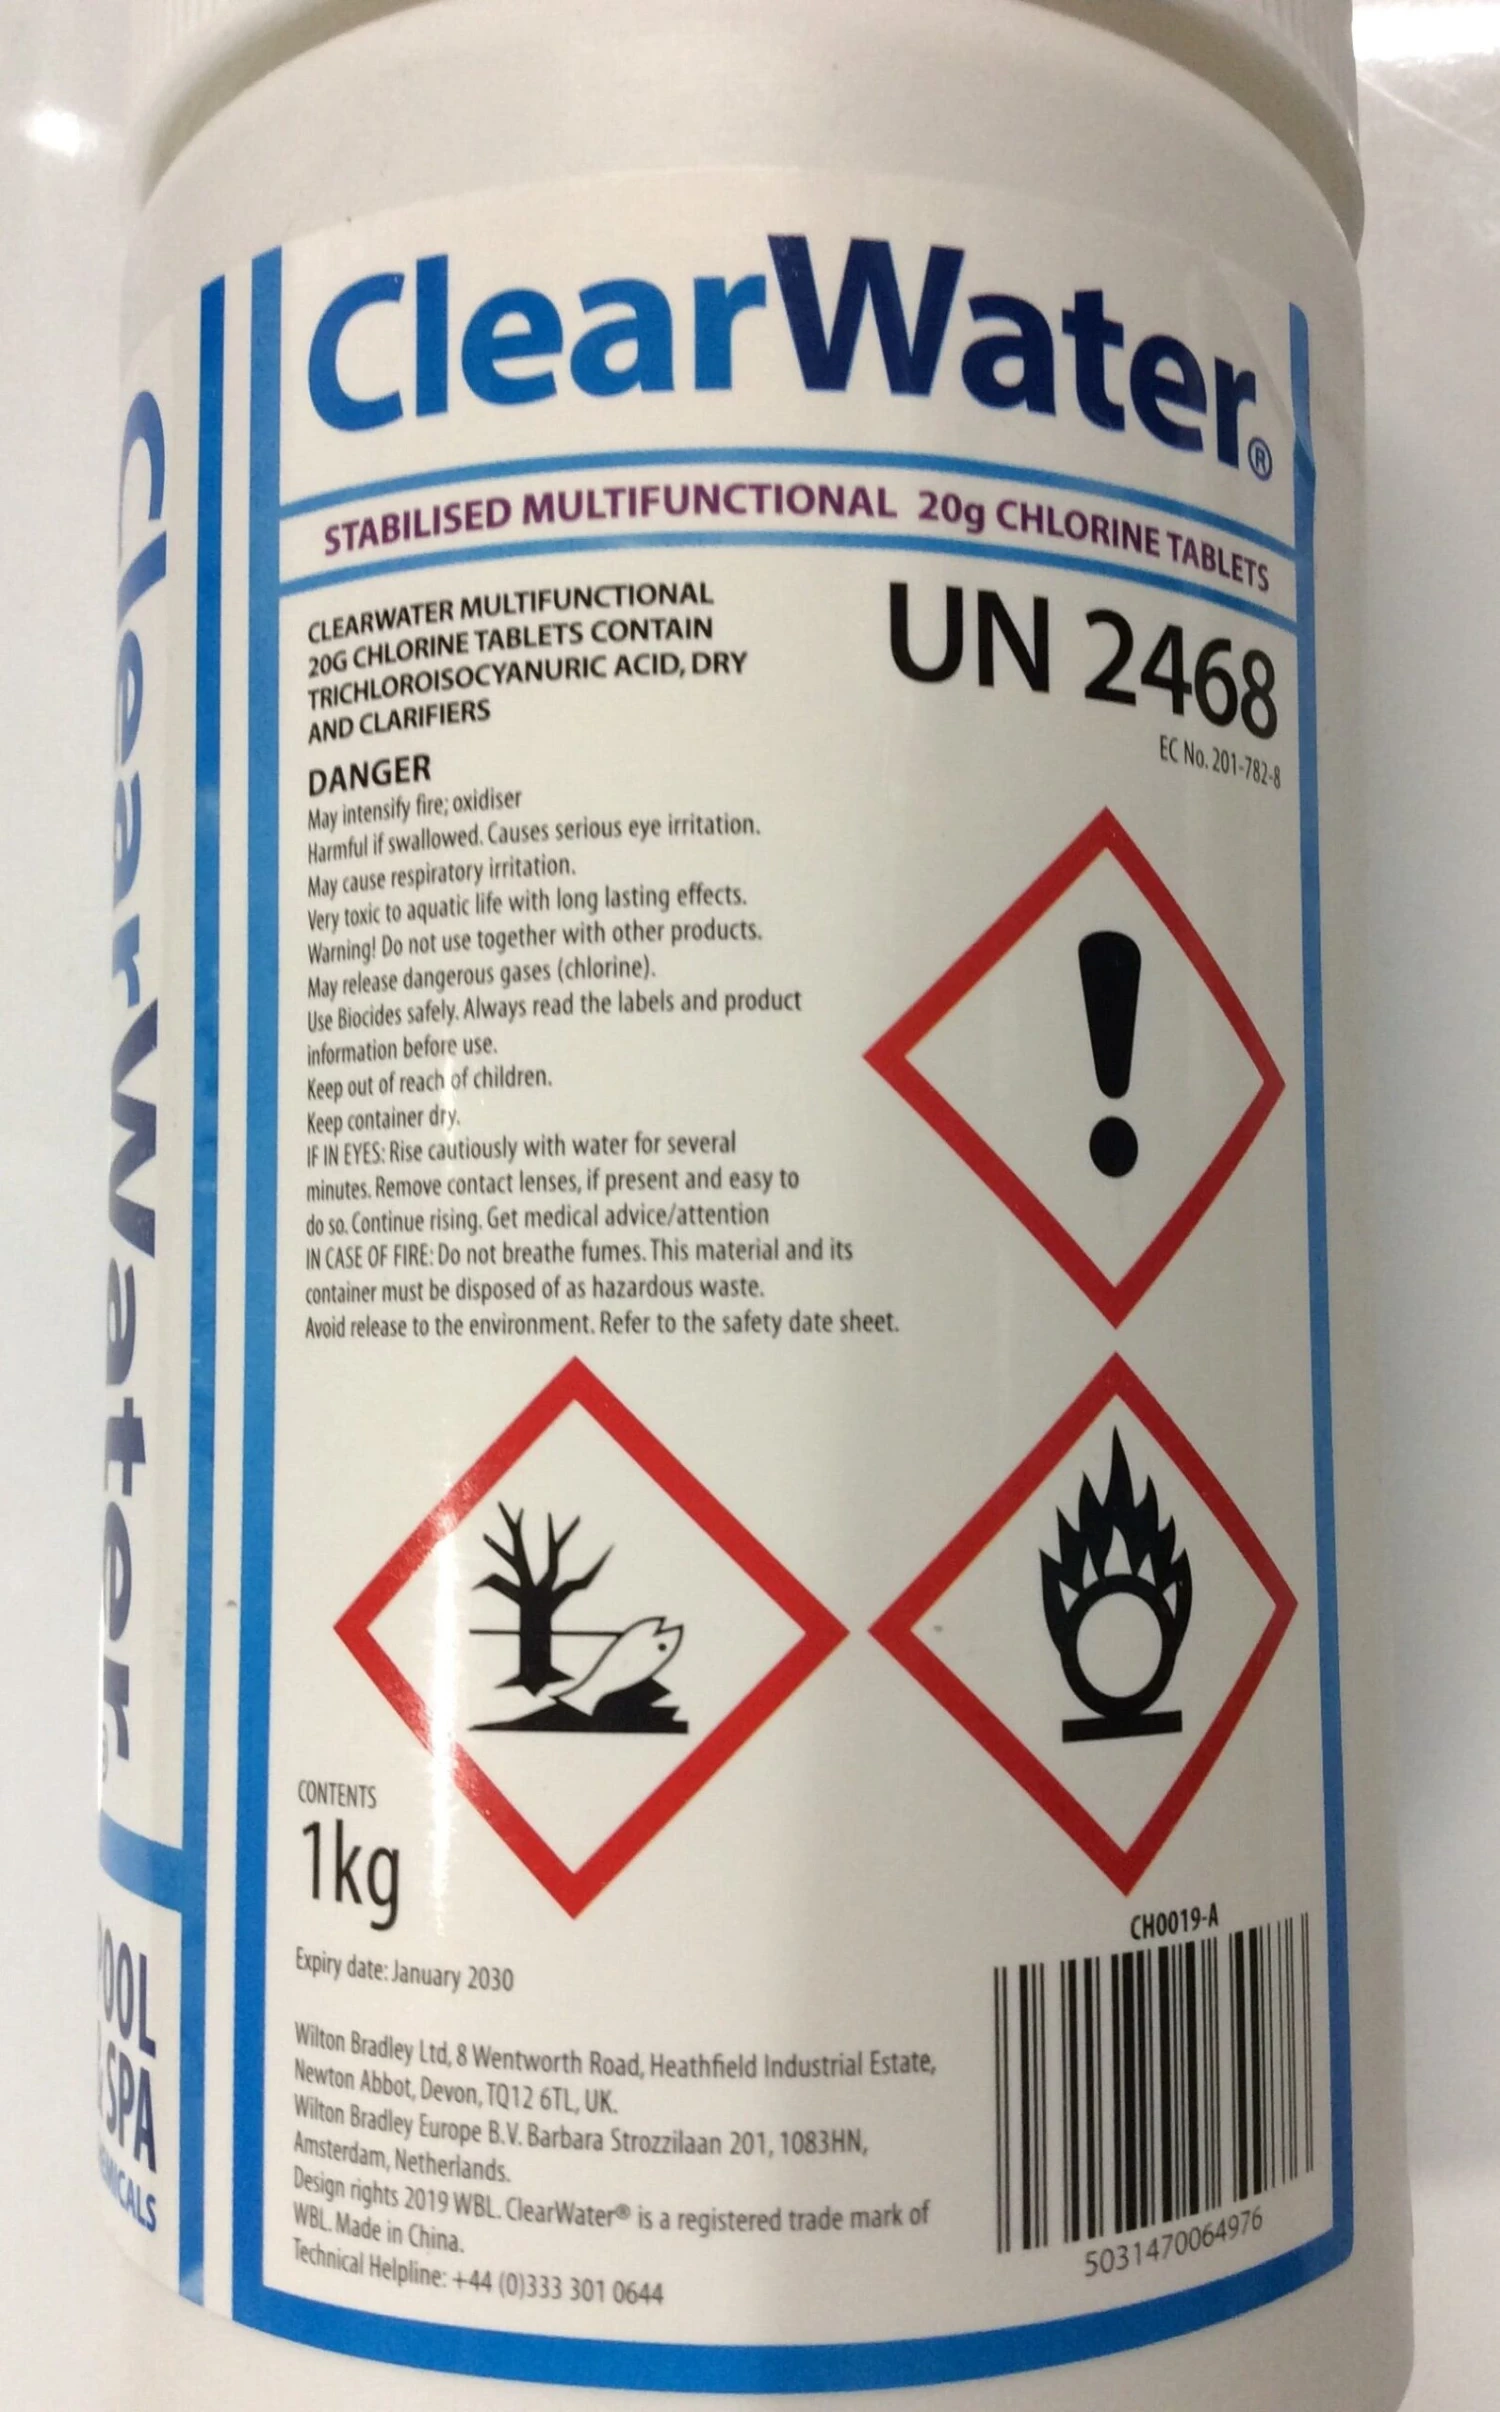 ClearWater®
STABILISED MULTIFUNCTIONAL 20g CHLORINE TABLETS
CLEARWATER MULTIFUNCTIONAL
20G CHLORINE TABLETS CONTAIN
TRICHLOROISOCYANURIC ACID, DRY
AND CLARIFIERS
UN 2468
EC No. 201-782-8
DANGER
May intensify fire; oxidiser
Harmful if swallowed. Causes serious eye irritation.
May cause respiratory irritation.
Very toxic to aquatic life with long lasting effects.
Warning! Do not use together with other products.
May release dangerous gases (chlorine).
Use Biocides safely. Always read the labels and product
information before use.
Keep out of reach of children.
Keep container dry.
IF IN EYES: Rise cautiously with water for several
minutes. Remove contact lenses, if present and easy to
do so. Continue rising. Get medical advice/attention
IN CASE OF FIRE: Do not breathe fumes. This material and its
container must be disposed of as hazardous waste.
Avoid release to the environment. Refer to the safety date sheet.
CONTENTS
1kg
Expiry date: January 2030
Wilton Bradley Ltd, 8 Wentworth Road, Heathfield Industrial Estate,
Newton Abbot, Devon, TQ12 6TL, UK.
Wilton Bradley Europe B.V. Barbara Strozzilaan 201, 1083HN,
Amsterdam, Netherlands.
Design rights 2019 WBL. ClearWater® is a registered trade mark of
WBL. Made in China.
Technical Helpline: +44 (0)333 301 0644
CH0019-A
5031470064976
ClearWater®
SPA